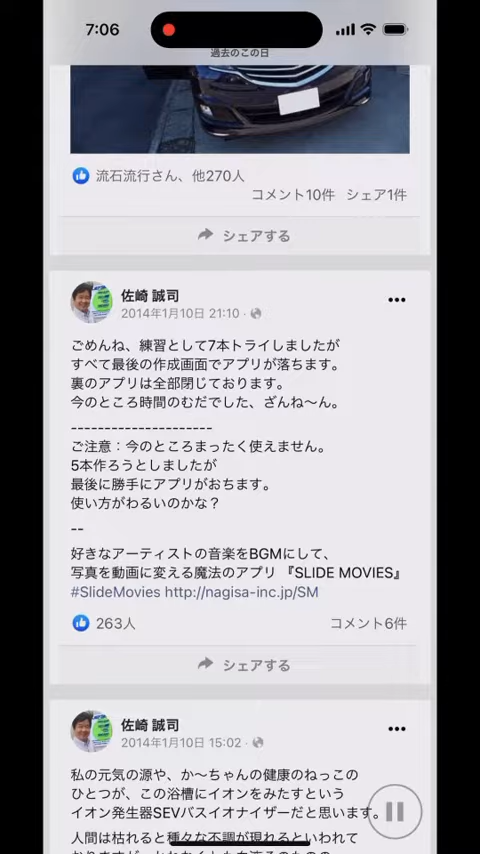 7:06
過去のこの日
流石流行さん、他270人
コメント10件 シェア1件
シェアする
佐崎 誠司
2014年1月10日 21:10
ごめんね、練習として7本トライしましたが
すべて最後の作成画面でアプリが落ちます。
裏のアプリは全部閉じております。
今のところ時間のむだでした、ざんね〜ん。
---------------------
ご注意：今のところまったく使えません。
5本作ろうとしましたが
最後に勝手にアプリがおちます。
使い方がわるいのかな？
--
好きなアーティストの音楽をBGMにして、
写真を動画に変える魔法のアプリ 『SLIDE MOVIES』
#SlideMovies http://nagisa-inc.jp/SM
263人
コメント6件
シェアする
佐崎 誠司
2014年1月10日 15:02
私の元気の源や、か〜ちゃんの健康のねっこの
ひとつが、この浴槽にイオンをみたすという
イオン発生器SEVバスイオナイザーだと思います。
人間は枯れると種々な不調が現れるといわれて